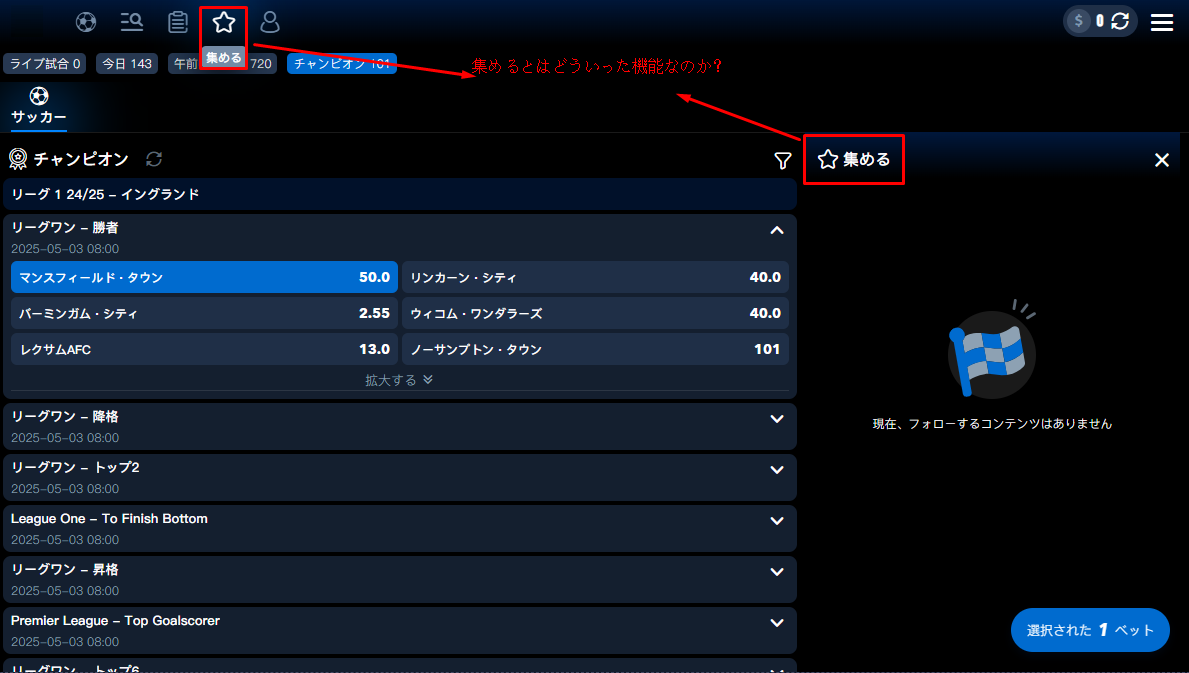 $ 0
集める
ライブ試合 0 今日 143 午前 720 チャンピオン 161
集めるとはどういった機能なのか?
サッカー
チャンピオン
集める
リーグ 1 24/25 – イングランド
リーグワン – 勝者
2025-05-03 08:00
マンスフィールド・タウン 50.0 リンカーン・シティ 40.0
バーミンガム・シティ 2.55 ウィコム・ワンダラーズ 40.0
レクサムAFC 13.0 ノーサンプトン・タウン 101
拡大する
現在、フォローするコンテンツはありません
リーグワン – 降格
2025-05-03 08:00
リーグワン – トップ2
2025-05-03 08:00
League One – To Finish Bottom
2025-05-03 08:00
リーグワン – 昇格
2025-05-03 08:00
Premier League – Top Goalscorer
2025-05-03 08:00
選択された 1 ベット
リーグワン – トップ6